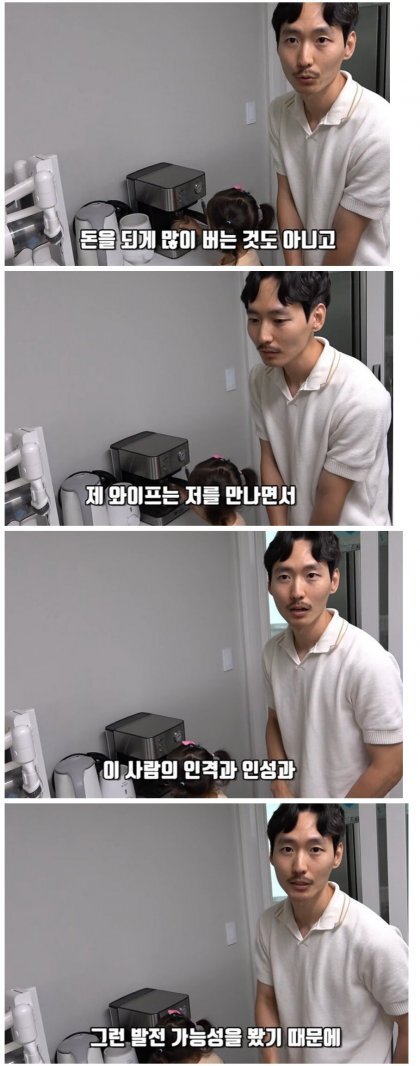 돈을 되게 많이 버는 것도 아니고
제 와이프는 저를 만나면서
이 사람의 인격과 인성과
그런 발전 가능성을 봤기 때문에